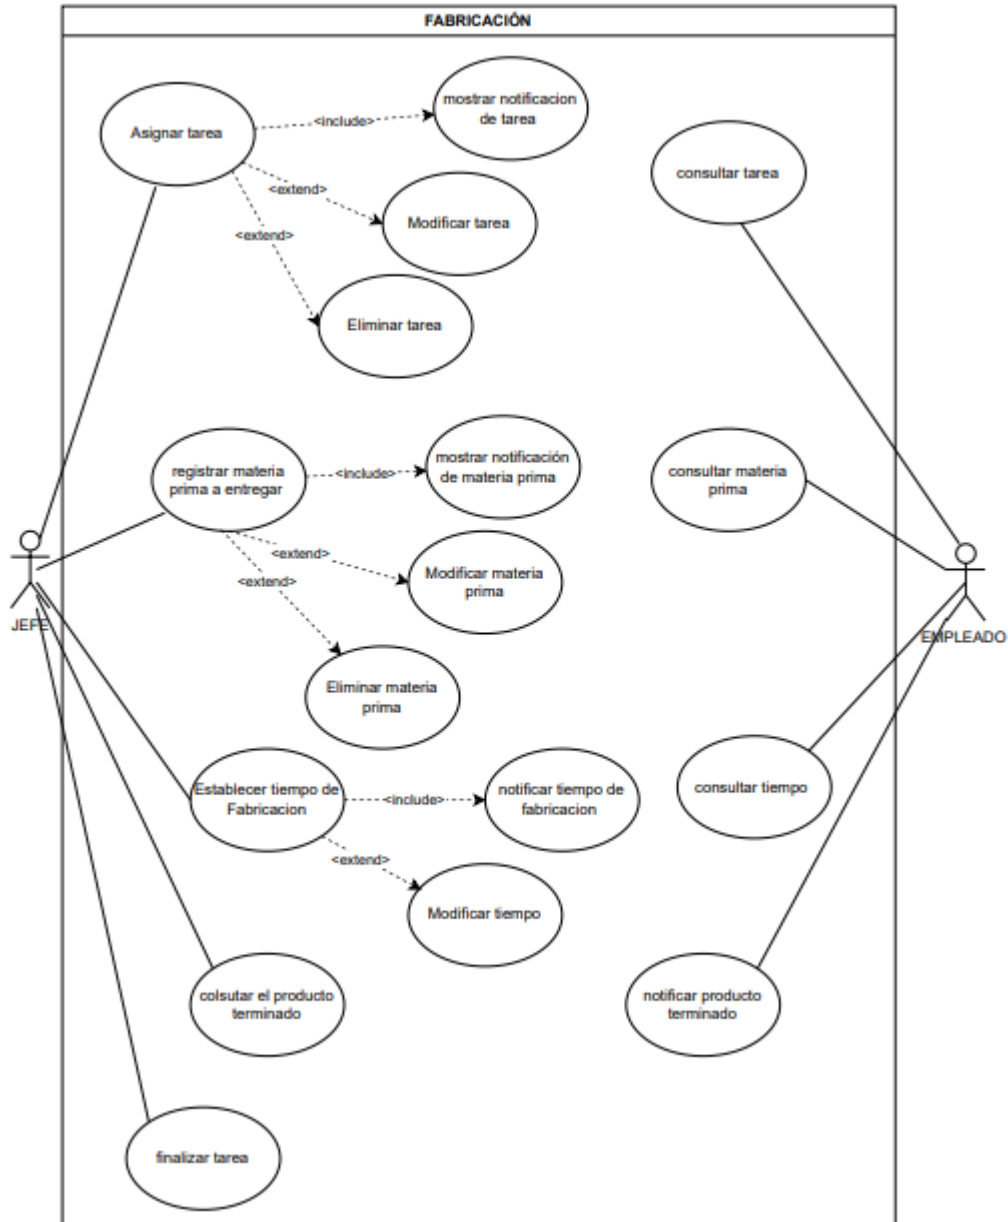 FABRICACIÓN
Asignar tarea
<include>
mostrar notificacion
de tarea
<extend>
Modificar tarea
<extend>
Eliminar tarea
consultar tarea
registrar materia
prima a entregar
<include>
mostrar notificación
de materia prima
<extend>
Modificar materia
prima
<extend>
Eliminar materia
prima
consultar materia
prima
JEFE
EMPLEADO
Establecer tiempo de
Fabricacion
<include>
notificar tiempo de
fabricacion
<extend>
Modificar tiempo
consultar tiempo
colsutar el producto
terminado
notificar producto
terminado
finalizar tarea